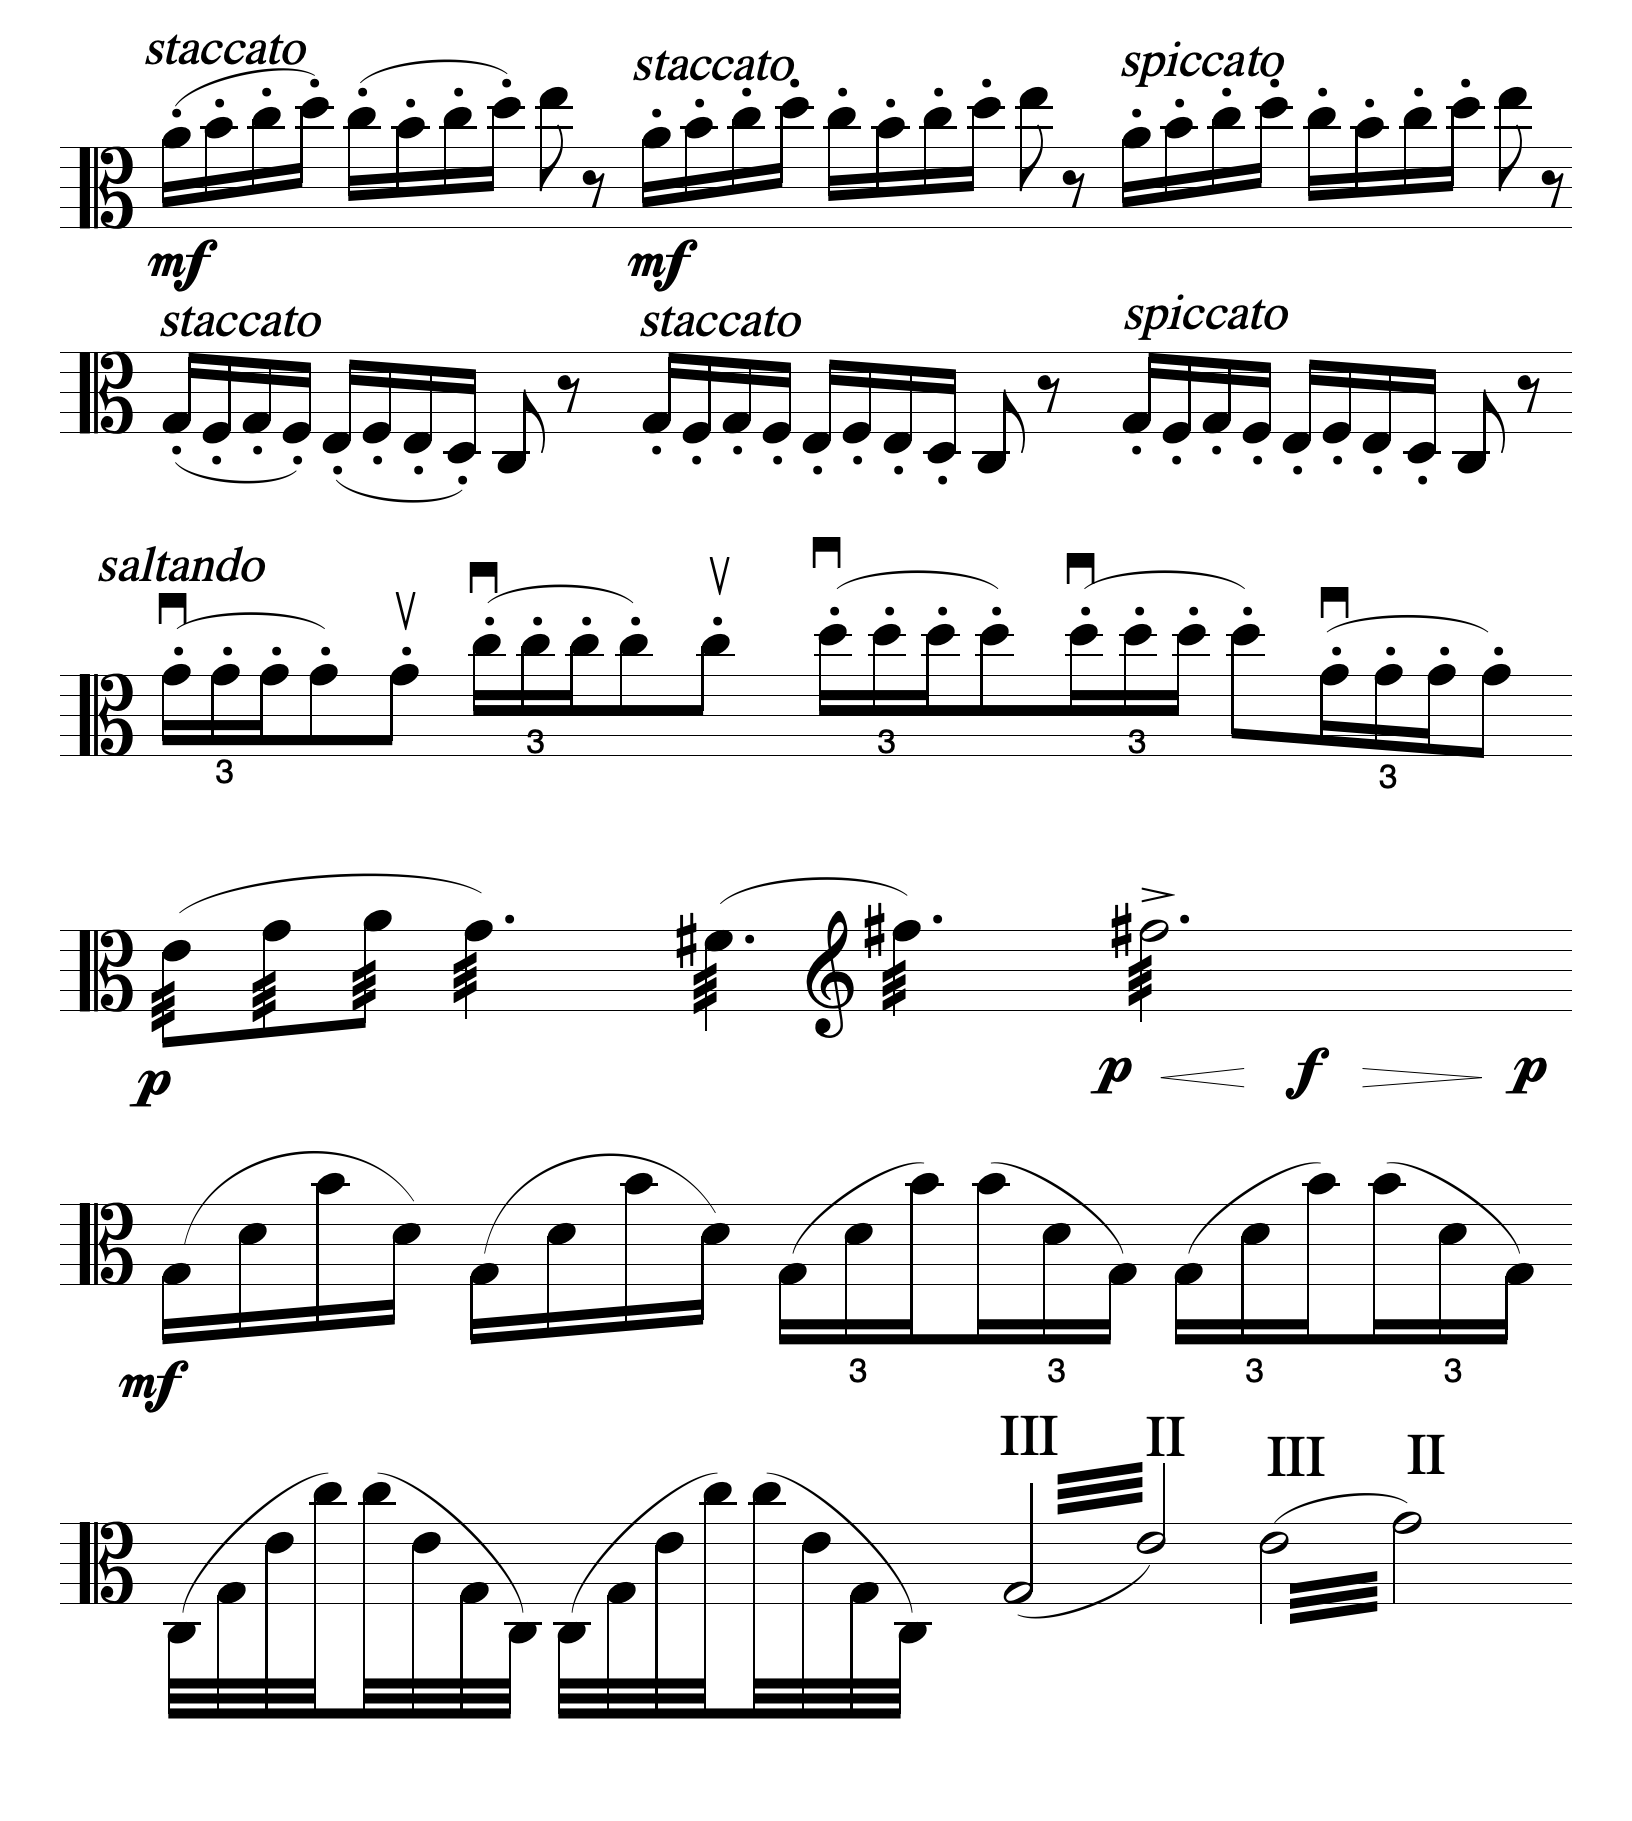 staccato staccato spiccato
mf mf
staccato staccato spiccato
saltando
3 3 3 3 3
p p f p
mf 3 3 3 3
III II III II